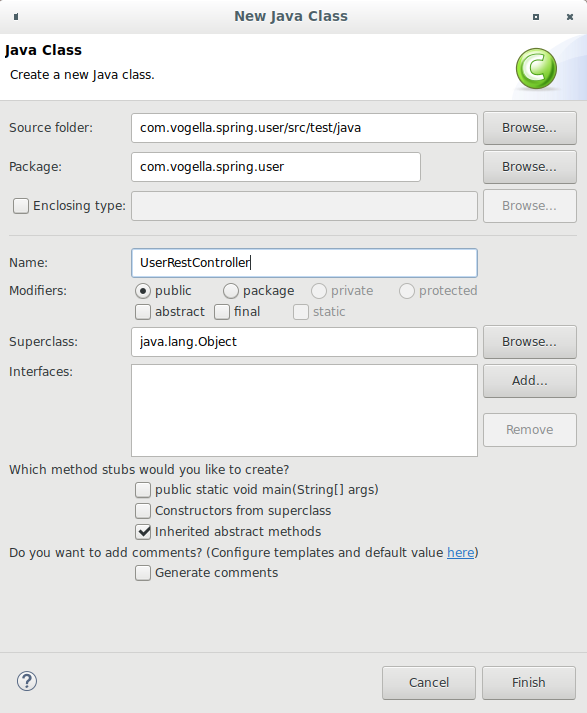 New Java Class
Java Class
Create a new Java class.
Source folder: com.vogella.spring.user/src/test/java Browse...
Package: com.vogella.spring.user Browse...
Enclosing type: Browse...
Name: UserRestController
Modifiers: public package private protected
abstract final static
Superclass: java.lang.Object Browse...
Interfaces: Add...
Remove
Which method stubs would you like to create?
public static void main(String[] args)
Constructors from superclass
Inherited abstract methods
Do you want to add comments? (Configure templates and default value here)
Generate comments
? Cancel Finish